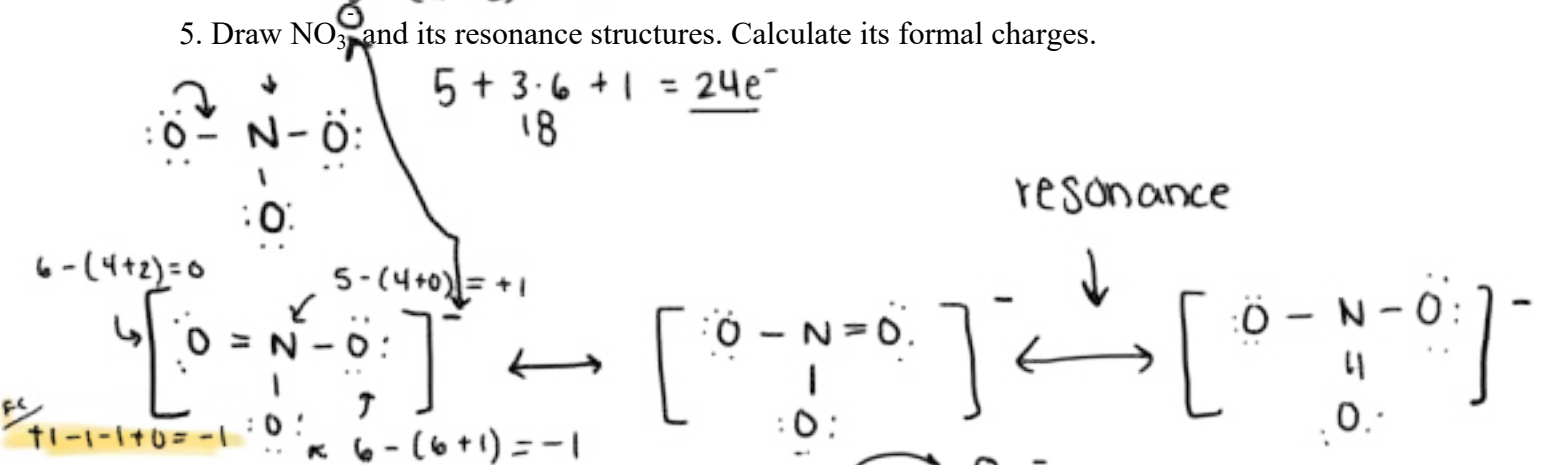 5. Draw NO₃⊖ and its resonance structures. Calculate its formal charges.
5 + 3·6 + 1 = 24e⁻
18
:Ö - N - Ö:
|
:O:
resonance
6-(4+2)=0
5-(4+0)=+1
[Ö = N - Ö:]⁻ ↔ [:Ö - N = O:]⁻ ↔ [:Ö - N - Ö:]⁻
| | ||
:O: :O: O:
FC
+1-1-1+0=-1
6-(6+1)=-1